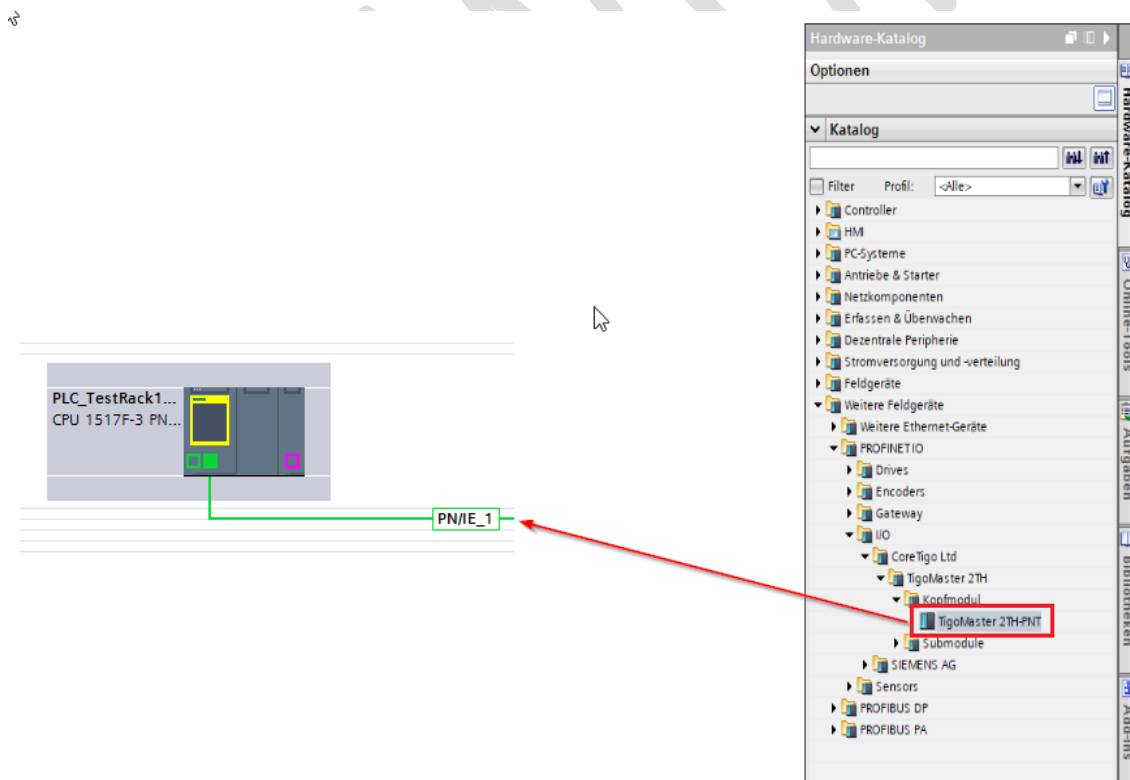 Hardware-Katalog
Optionen
Katalog
Filter Profil: <Alle>
Controller
HMI
PC-Systeme
Antriebe & Starter
Netzkomponenten
Erfassen & Überwachen
Dezentrale Peripherie
Stromversorgung und -verteilung
Feldgeräte
Weitere Feldgeräte
Weitere Ethernet-Geräte
PROFINET IO
Drives
Encoders
Gateway
I/O
CoreTigo Ltd
TigoMaster 2TH
Kopfmodul
TigoMaster 2TH-PNT
Submodule
SIEMENS AG
Sensors
PROFIBUS DP
PROFIBUS PA
PLC_TestRack1...
CPU 1517F-3 PN...
PN/IE_1
Hardware-Katalog
Online-Tools
Aufgaben
Bibliotheken
Add-Ins